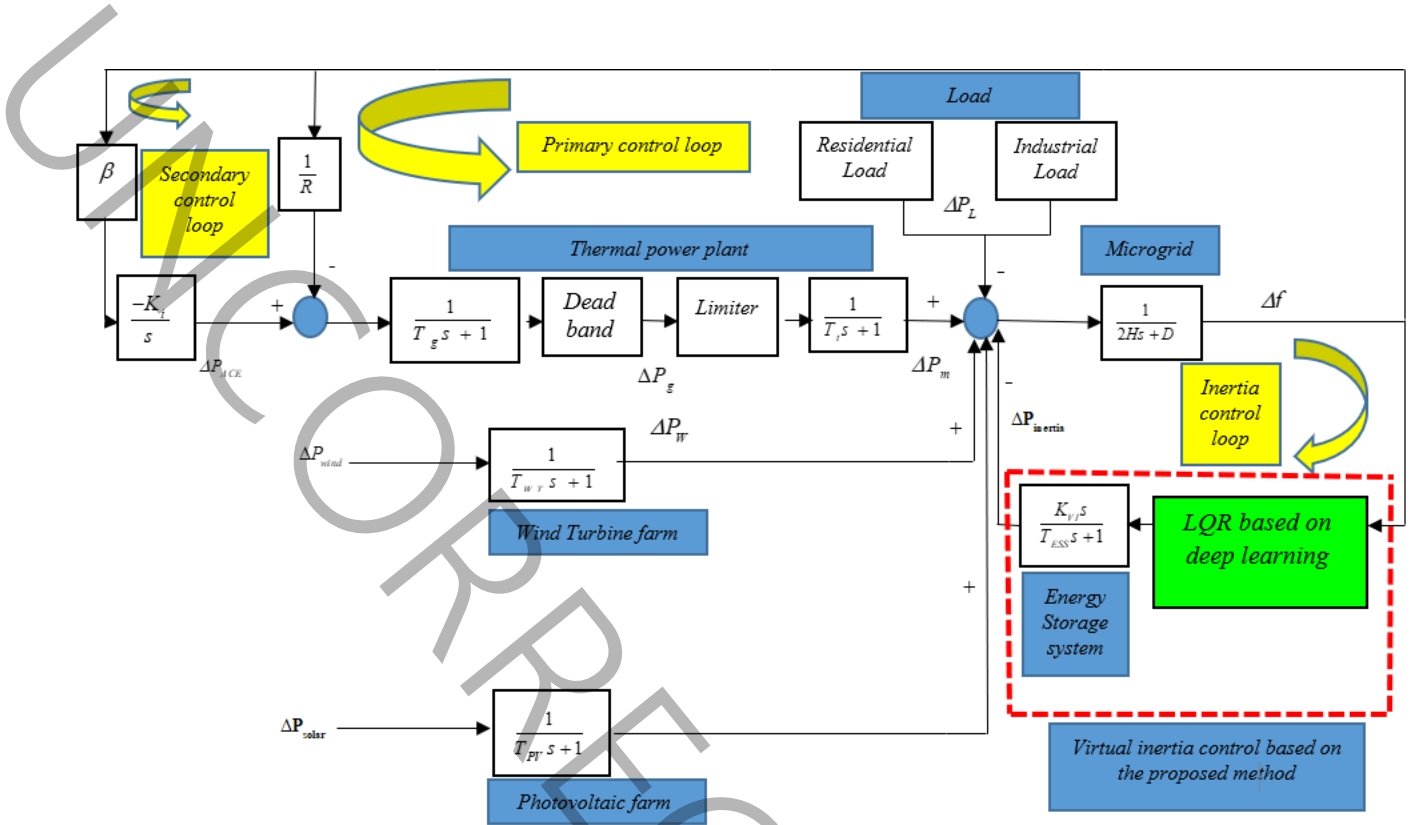 Load
Residential
Load
Industrial
Load
Primary control loop
β
Secondary
control
loop
1
R
ΔP_L
-
Thermal power plant
Microgrid
-K_i
s
+
-
1
T_g s + 1
Dead
band
Limiter
1
T_t s + 1
+
-
1
2Hs + D
Δf
ΔP_ACE
ΔP_g
ΔP_m
-
Inertia
control
loop
ΔP_inertia
ΔP_W
+
ΔP_wind
1
T_WT s + 1
Wind Turbine farm
K_VI s
T_ESS s + 1
LQR based on
deep learning
+
Energy
Storage
system
ΔP_solar
1
T_PV s + 1
Photovoltaic farm
Virtual inertia control based on
the proposed method
UNCORREC